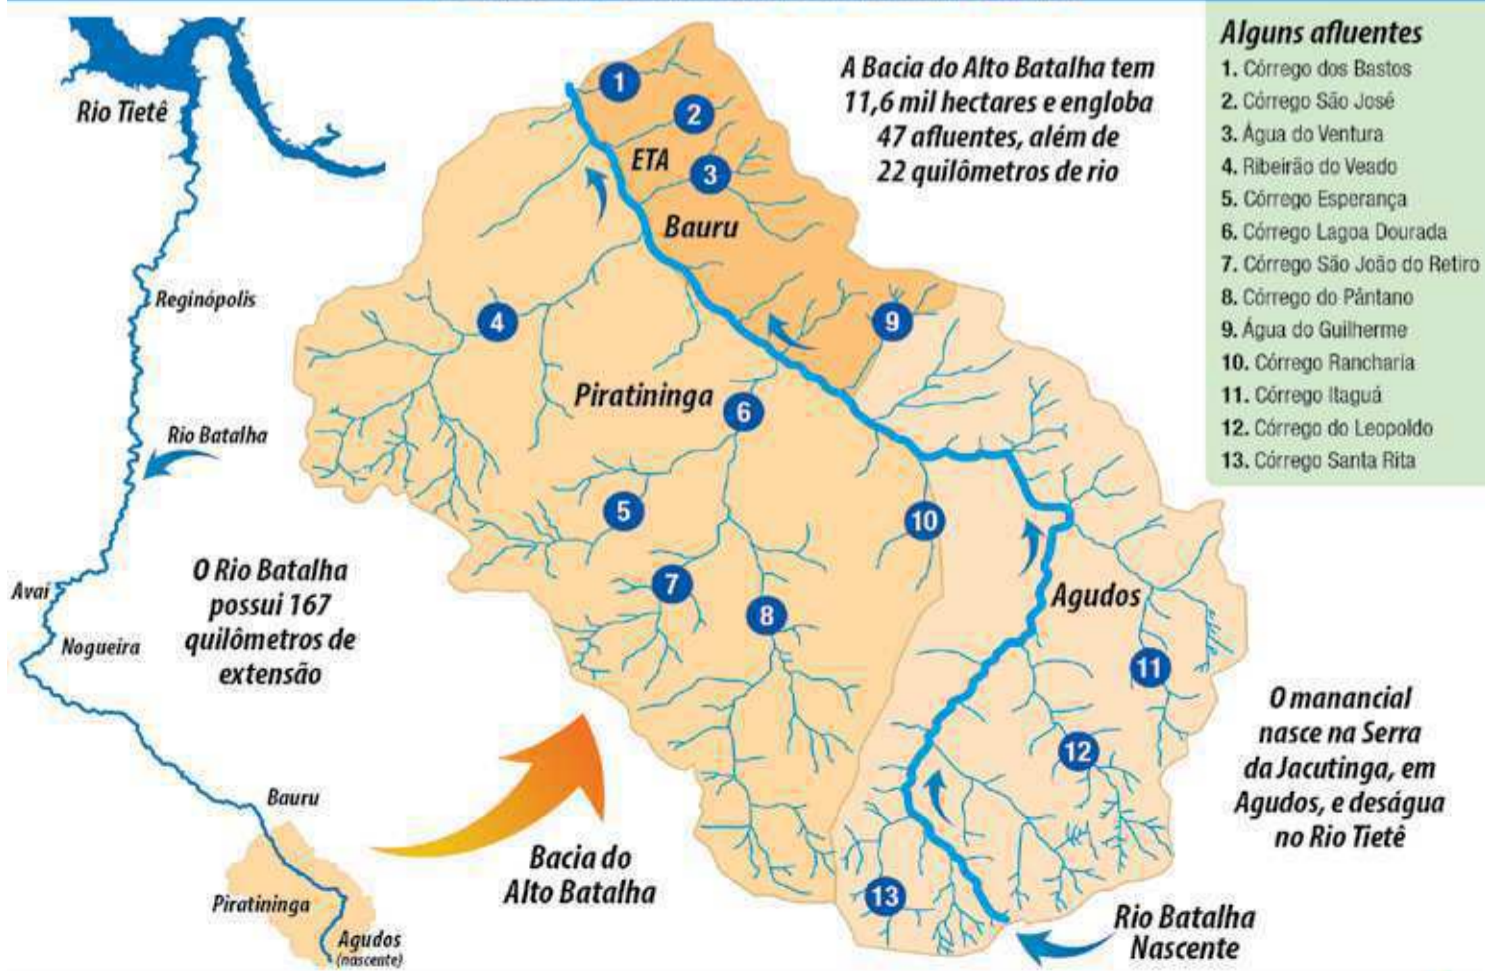 Rio Tietê
Reginópolis
Rio Batalha
Avaí
Nogueira
O Rio Batalha
possui 167
quilômetros de
extensão
Bauru
Piratininga
Agudos
(nascente)
Bacia do
Alto Batalha
1
2
ETA
3
Bauru
4
9
Piratininga
6
5
10
7
8
Agudos
11
12
13
Rio Batalha
Nascente
A Bacia do Alto Batalha tem
11,6 mil hectares e engloba
47 afluentes, além de
22 quilômetros de rio
Alguns afluentes
1. Córrego dos Bastos
2. Córrego São José
3. Água do Ventura
4. Ribeirão do Veado
5. Córrego Esperança
6. Córrego Lagoa Dourada
7. Córrego São João do Retiro
8. Córrego do Pântano
9. Água do Guilherme
10. Córrego Rancharia
11. Córrego Itaguá
12. Córrego do Leopoldo
13. Córrego Santa Rita
O manancial
nasce na Serra
da Jacutinga, em
Agudos, e deságua
no Rio Tietê